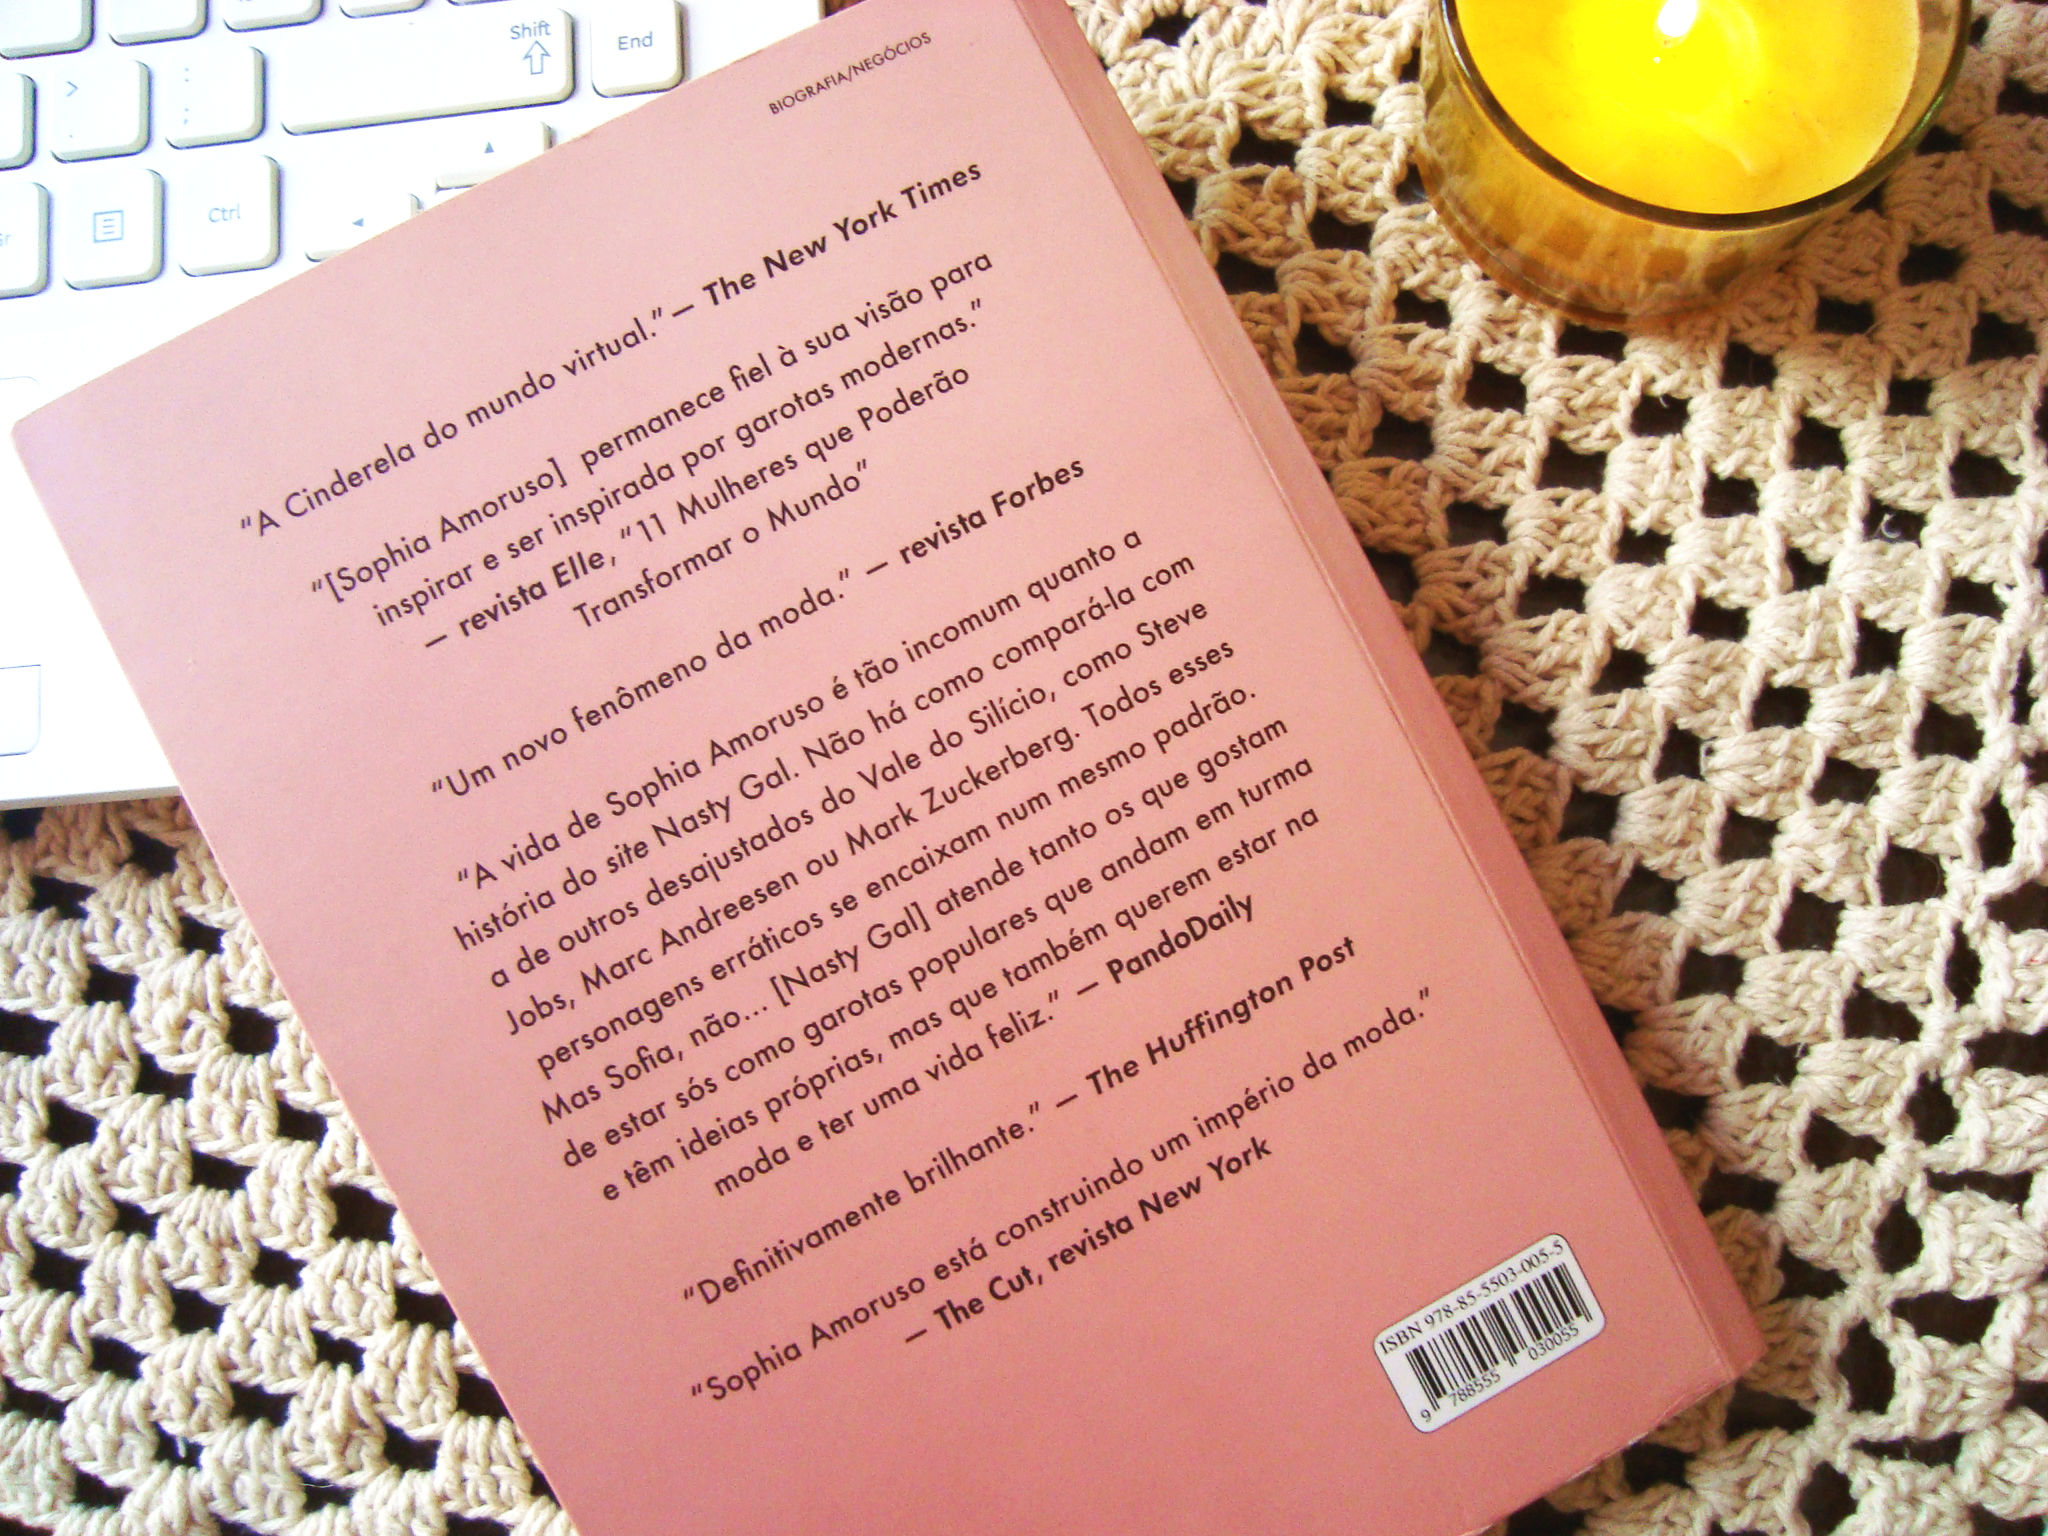 Shift
End
Ctrl
BIOGRAFIA/NEGÓCIOS
“A Cinderela do mundo virtual.” — The New York Times
“[Sophia Amoruso] permanece fiel à sua visão para
inspirar e ser inspirada por garotas modernas.”
— revista Elle, “11 Mulheres que Poderão
Transformar o Mundo”
“Um novo fenômeno da moda.” — revista Forbes
“A vida de Sophia Amoruso é tão incomum quanto a
história do site Nasty Gal. Não há como compará-la com
a de outros desajustados do Vale do Silício, como Steve
Jobs, Marc Andreesen ou Mark Zuckerberg. Todos esses
personagens erráticos se encaixam num mesmo padrão.
Mas Sofia, não... [Nasty Gal] atende tanto os que gostam
de estar sós como garotas populares que andam em turma
e têm ideias próprias, mas que também querem estar na
moda e ter uma vida feliz.” — PandoDaily
“Definitivamente brilhante.” — The Huffington Post
“Sophia Amoruso está construindo um império da moda.”
— The Cut, revista New York
ISBN 978-85-5503-005-5
9 788555 030055